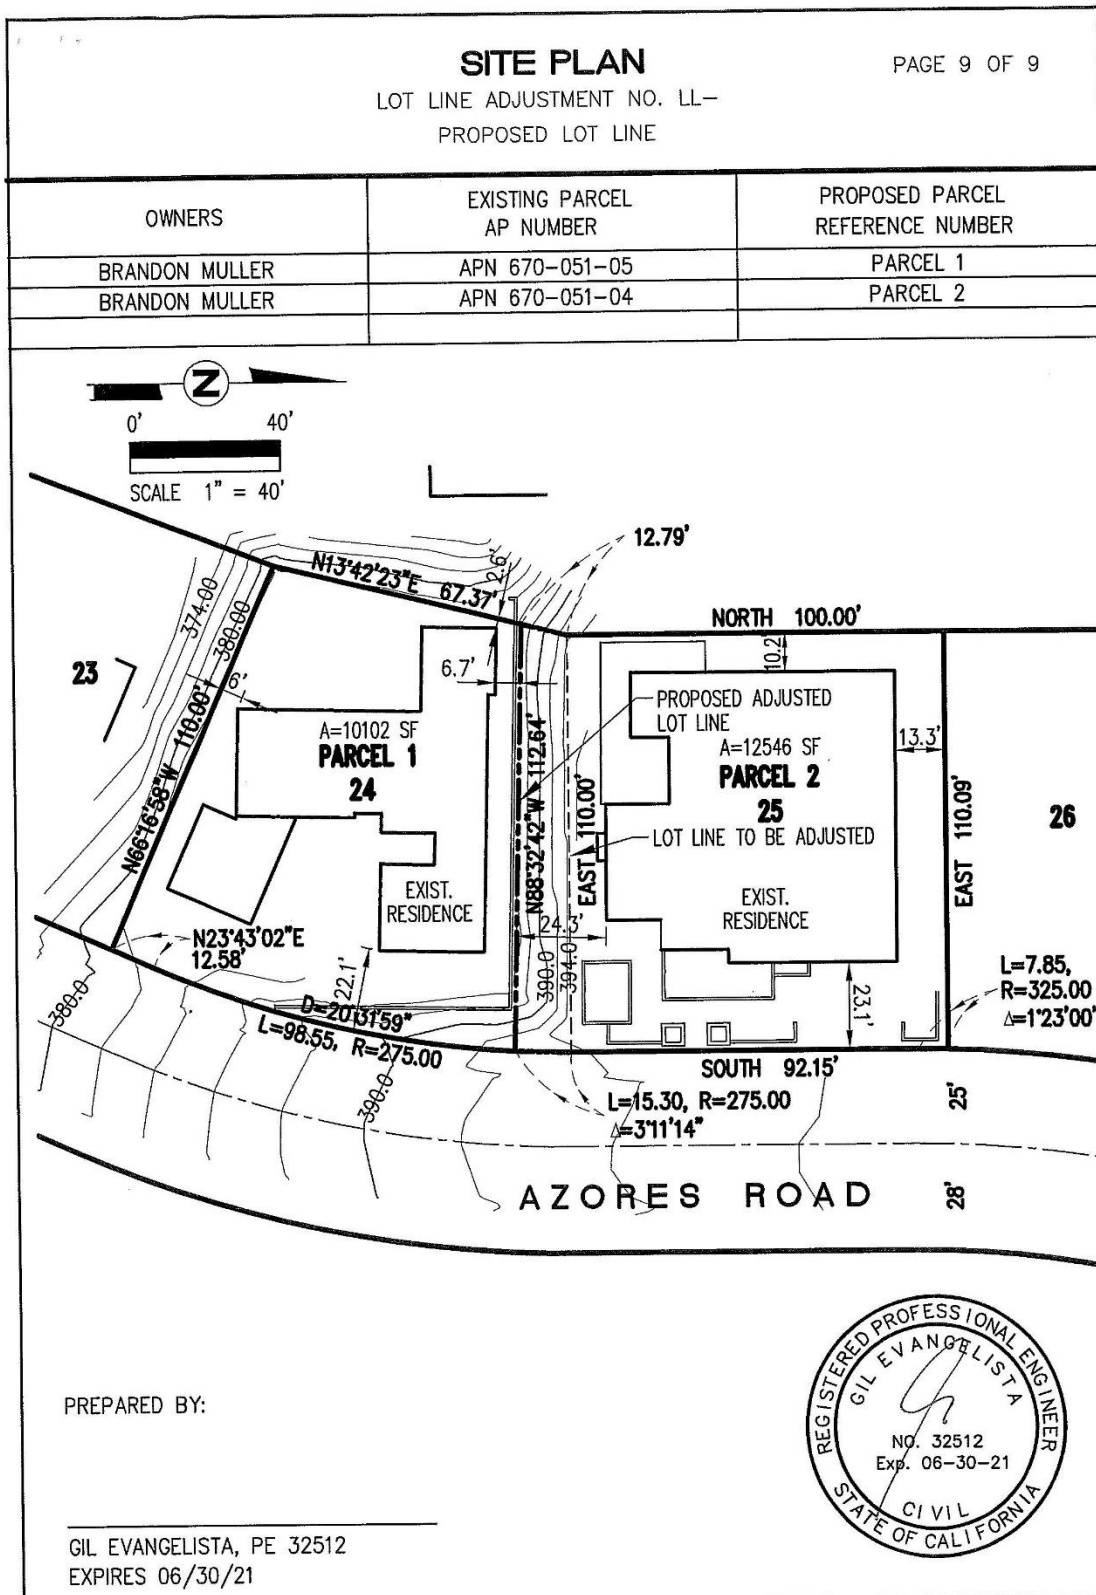 SITE PLAN
PAGE 9 OF 9
LOT LINE ADJUSTMENT NO. LL-
PROPOSED LOT LINE
OWNERS
EXISTING PARCEL
AP NUMBER
PROPOSED PARCEL
REFERENCE NUMBER
BRANDON MULLER
APN 670-051-05
PARCEL 1
BRANDON MULLER
APN 670-051-04
PARCEL 2
N
0' 40'
SCALE 1" = 40'
12.79'
N13°42'23"E 67.37'
2.6'
NORTH 100.00'
10.2
374.00
380.00
23
6'
6.7'
PROPOSED ADJUSTED
LOT LINE
A=10102 SF
PARCEL 1
24
A=12546 SF
PARCEL 2
25
13.3'
N66°16'58"W 110.00'
N88°32'42"W 112.64'
EAST 110.00'
LOT LINE TO BE ADJUSTED
EAST 110.09'
26
EXIST.
RESIDENCE
EXIST.
RESIDENCE
24.3'
N23°43'02"E
12.58'
22.1'
390.0
394.0
23.1'
L=7.85,
R=325.00
Δ=1°23'00"
380.0
D=20°31'59"
L=98.55, R=275.00
390.0
SOUTH 92.15'
L=15.30, R=275.00
Δ=3°11'14"
25'
AZORES ROAD
28'
REGISTERED PROFESSIONAL ENGINEER
GIL EVANGELISTA
NO. 32512
Exp. 06-30-21
CIVIL
STATE OF CALIFORNIA
PREPARED BY:
GIL EVANGELISTA, PE 32512
EXPIRES 06/30/21